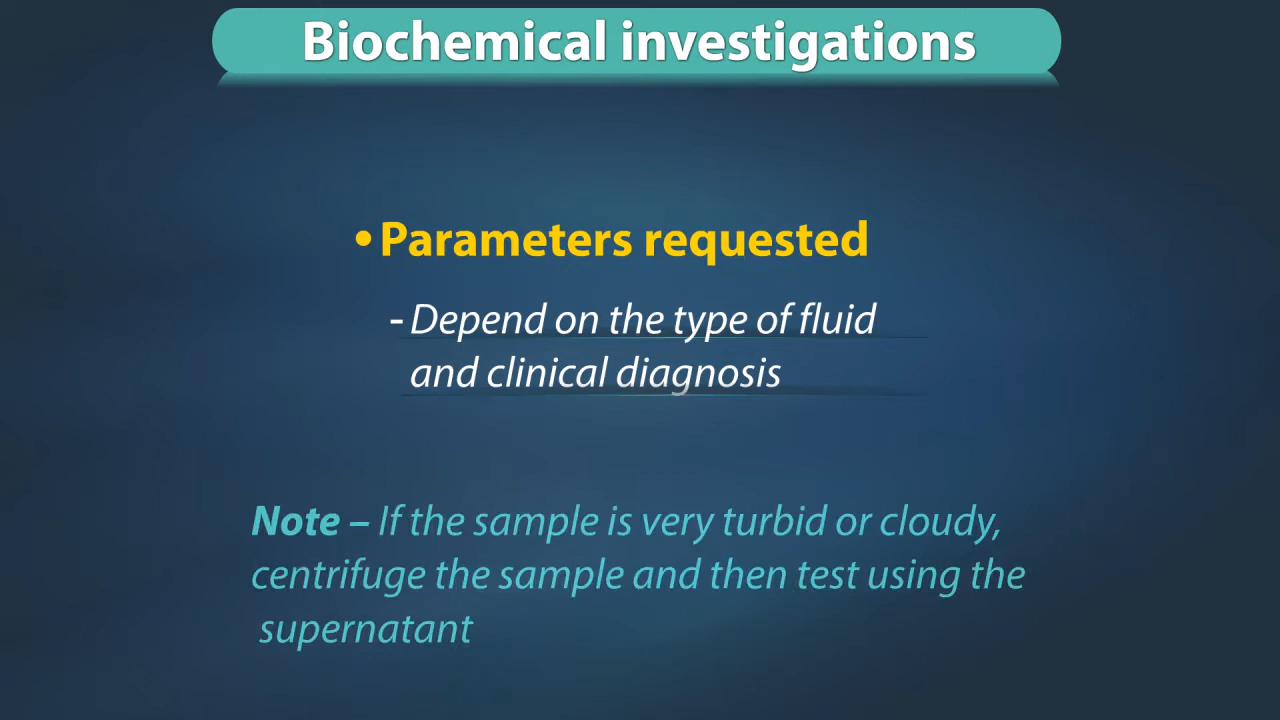 Biochemical investigations
• Parameters requested
- Depend on the type of fluid
and clinical diagnosis
Note – If the sample is very turbid or cloudy,
centrifuge the sample and then test using the
supernatant